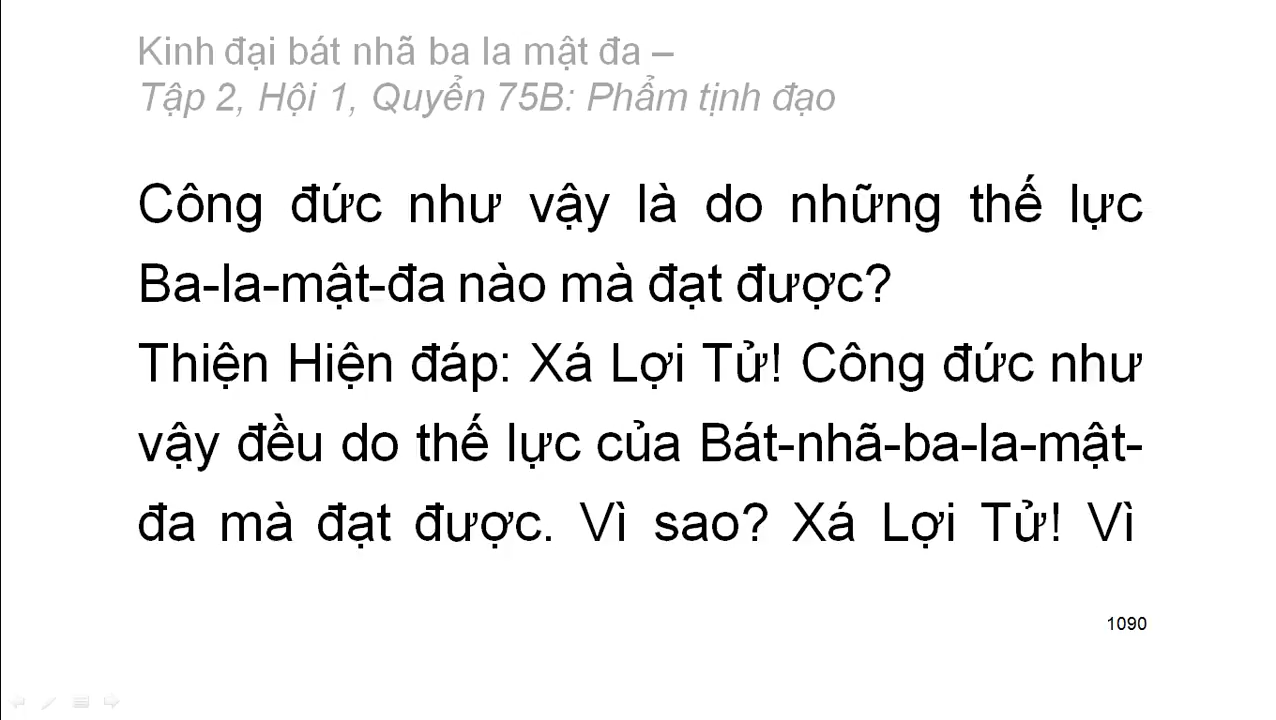 Kinh đại bát nhã ba la mật đa –
Tập 2, Hội 1, Quyển 75B: Phẩm tịnh đạo
Công đức như vậy là do những thế lực
Ba-la-mật-đa nào mà đạt được?
Thiện Hiện đáp: Xá Lợi Tử! Công đức như
vậy đều do thế lực của Bát-nhã-ba-la-mật-
đa mà đạt được. Vì sao? Xá Lợi Tử! Vì
1090